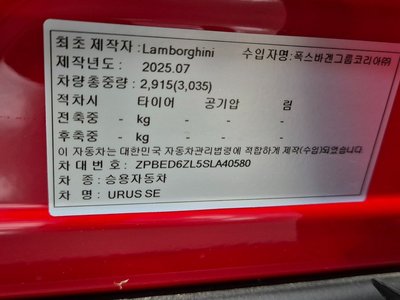 최초 제작자 : Lamborghini 수입자명:폭스바겐그룹코리아㈜
제작년도 : 2025.07
차량총중량 : 2,915(3,035)
적차시 타이어 공기압 림
전축중 - kg
후축중 - kg
이 자동차는 대한민국 자동차관리법령에 적합하게 제작(수입)되었다.
차 대 번 호 : ZPBED6ZL5SLA40580
차 종 : 승용자동차
차 명 : URUS SE